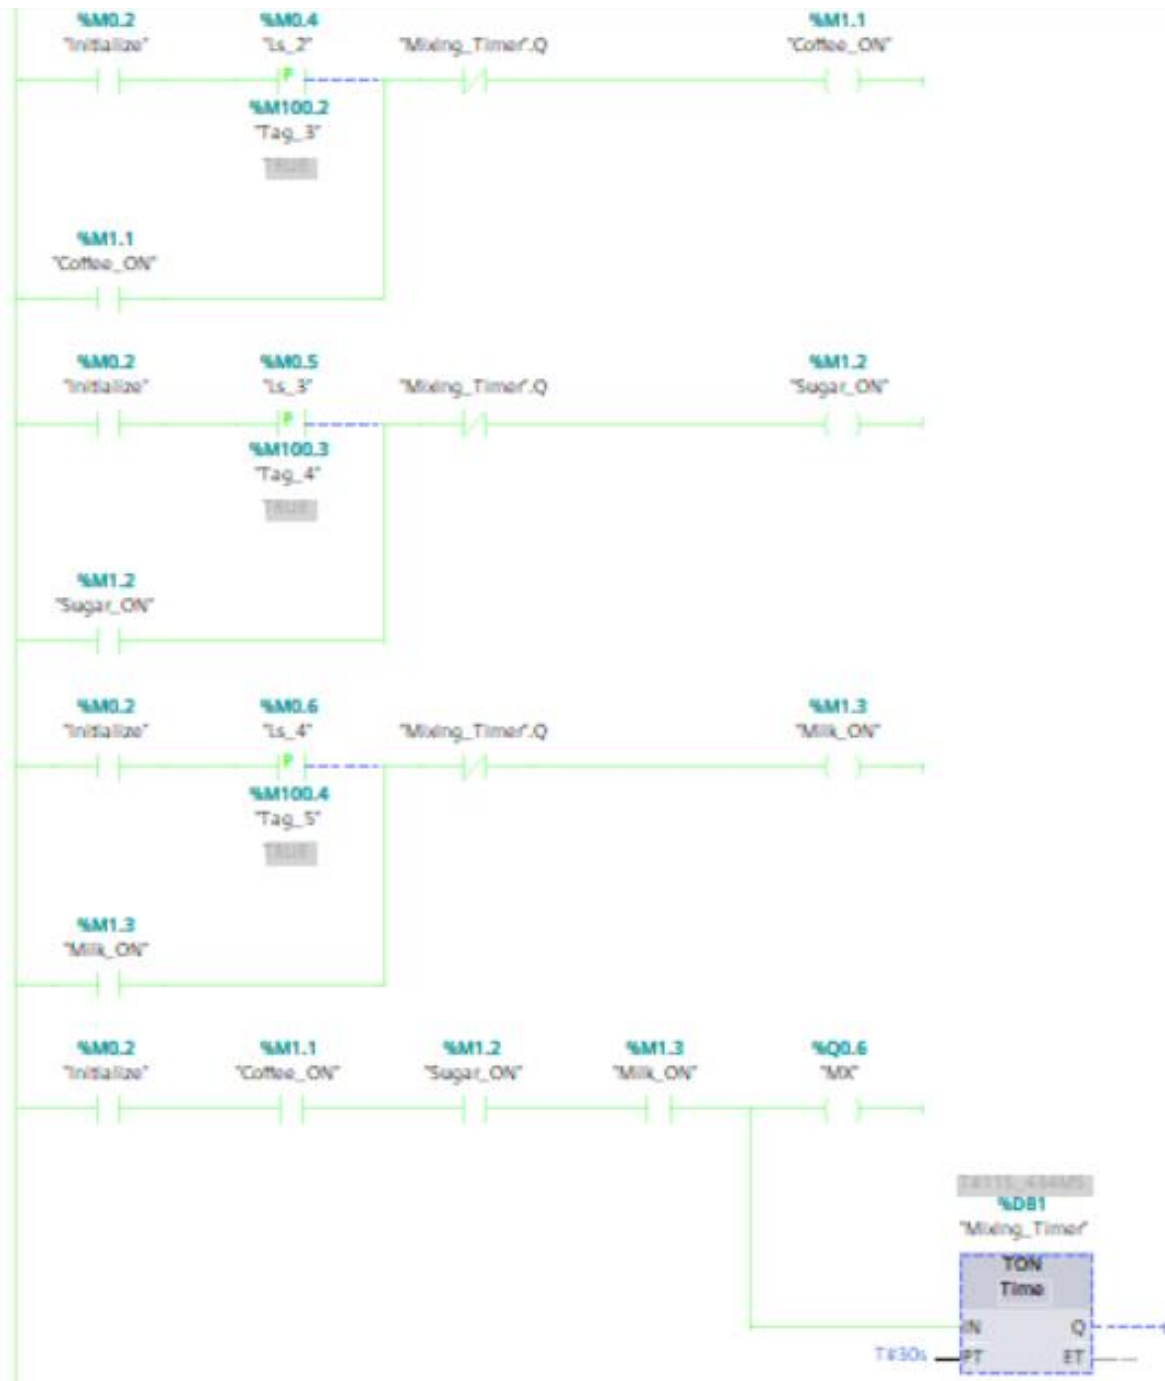 %M0.2 %M0.4 %M1.1
"Initialize" "Ls_2" "Mixing_Timer".Q "Coffee_ON"
P
%M100.2
"Tag_3"
TRUE
%M1.1
"Coffee_ON"
%M0.2 %M0.5 %M1.2
"Initialize" "Ls_3" "Mixing_Timer".Q "Sugar_ON"
P
%M100.3
"Tag_4"
TRUE
%M1.2
"Sugar_ON"
%M0.2 %M0.6 %M1.3
"Initialize" "Ls_4" "Mixing_Timer".Q "Milk_ON"
P
%M100.4
"Tag_5"
TRUE
%M1.3
"Milk_ON"
%M0.2 %M1.1 %M1.2 %M1.3 %Q0.6
"Initialize" "Coffee_ON" "Sugar_ON" "Milk_ON" "MX"
%DB1
"Mixing_Timer"
TON
Time
IN Q
T#30s PT ET